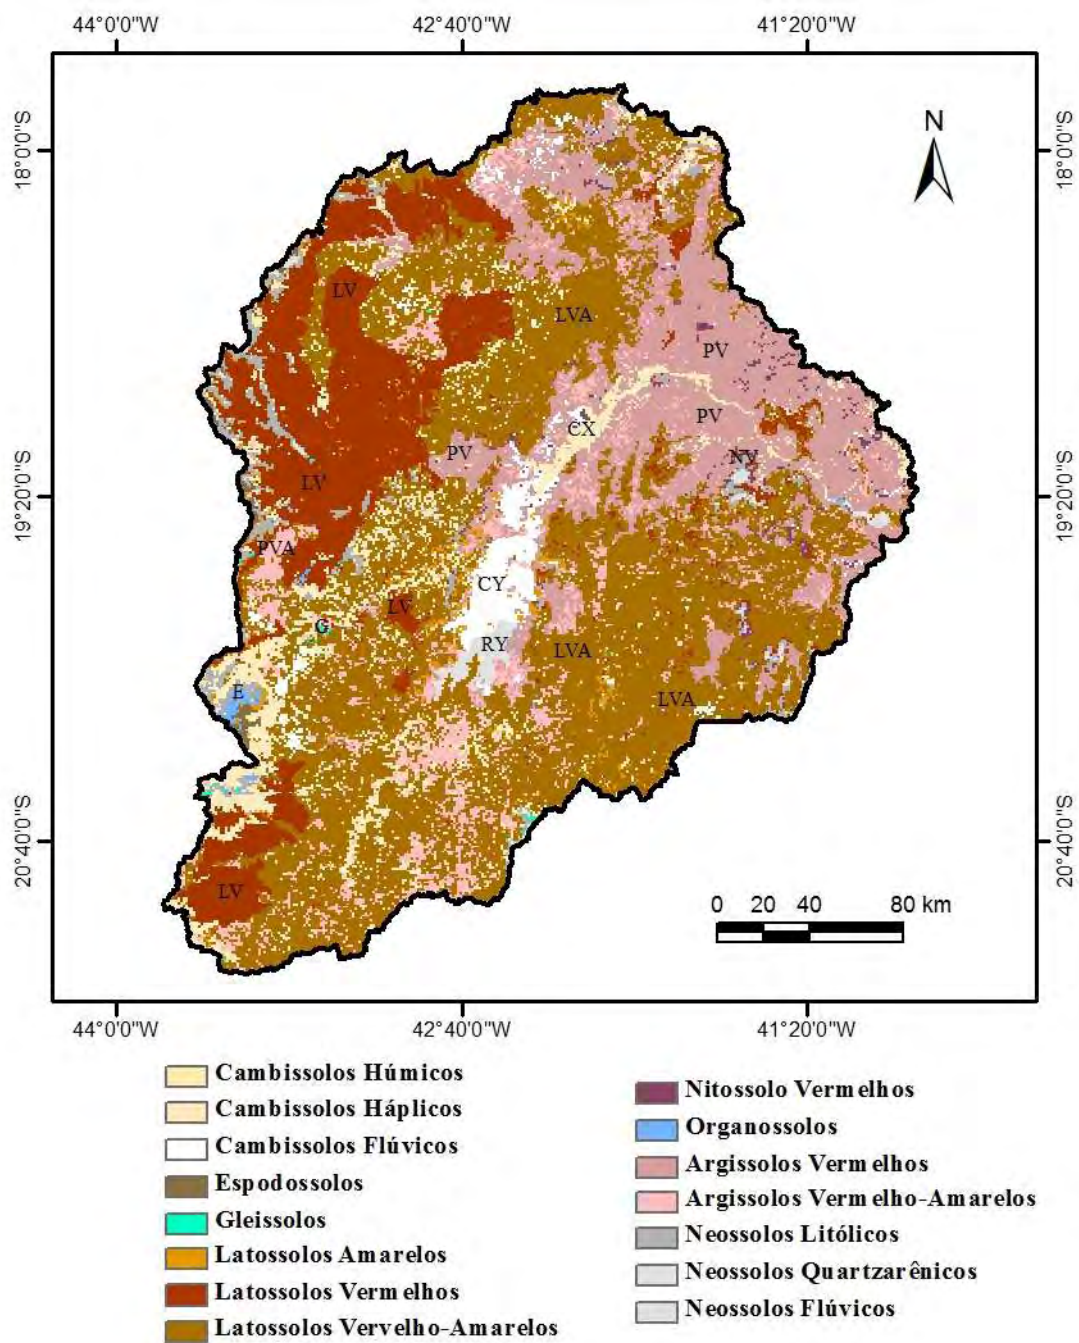 44°0'0"W
42°40'0"W
41°20'0"W
18°0'0"S
18°0'0"S
N
LV
LVA
PV
PV
CX
PV
NV
LV
19°20'0"S
19°20'0"S
PVA
CY
LV
G
RY
LVA
E
LVA
20°40'0"S
20°40'0"S
LV
0 20 40 80 km
44°0'0"W
42°40'0"W
41°20'0"W
Cambissolos Húmicos
Cambissolos Háplicos
Cambissolos Flúvicos
Espodossolos
Gleissolos
Latossolos Amarelos
Latossolos Vermelhos
Latossolos Vervelho-Amarelos
Nitossolo Vermelhos
Organossolos
Argissolos Vermelhos
Argissolos Vermelho-Amarelos
Neossolos Litólicos
Neossolos Quartzarênicos
Neossolos Flúvicos